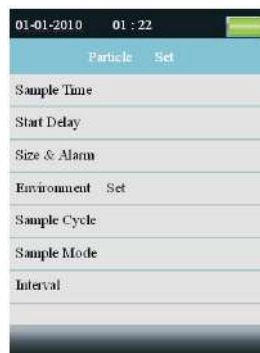 01-01-2010 01 : 22
Particle Set
Sample Time
Start Delay
Size & Alarm
Environment Set
Sample Cycle
Sample Mode
Interval